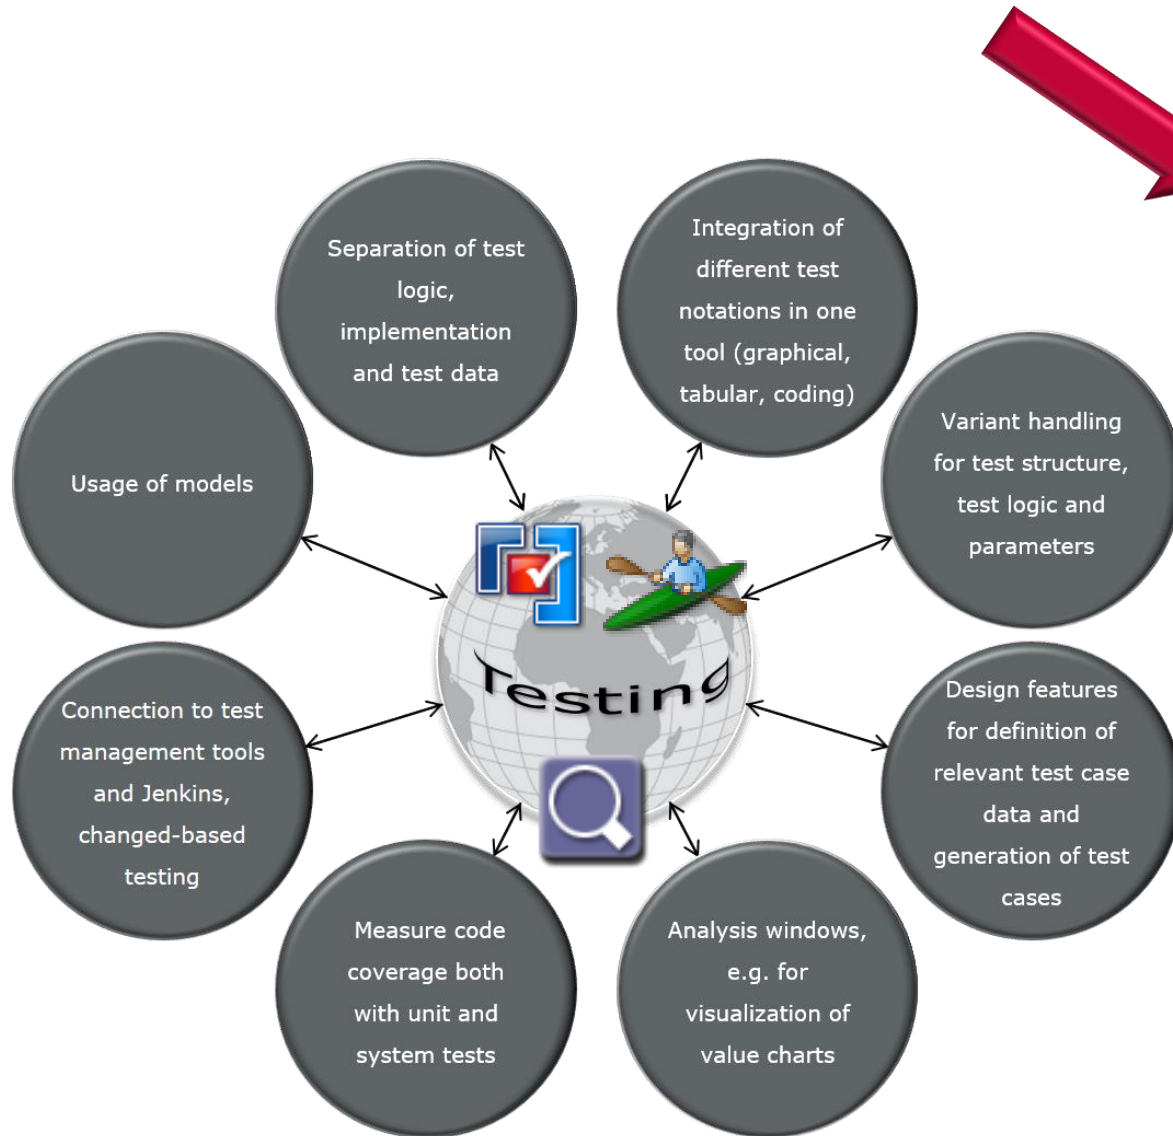 Separation of test
logic,
implementation
and test data
Integration of
different test
notations in one
tool (graphical,
tabular, coding)
Usage of models
Variant handling
for test structure,
test logic and
parameters
Testing
Connection to test
management tools
and Jenkins,
changed-based
testing
Design features
for definition of
relevant test case
data and
generation of test
cases
Measure code
coverage both
with unit and
system tests
Analysis windows,
e.g. for
visualization of
value charts